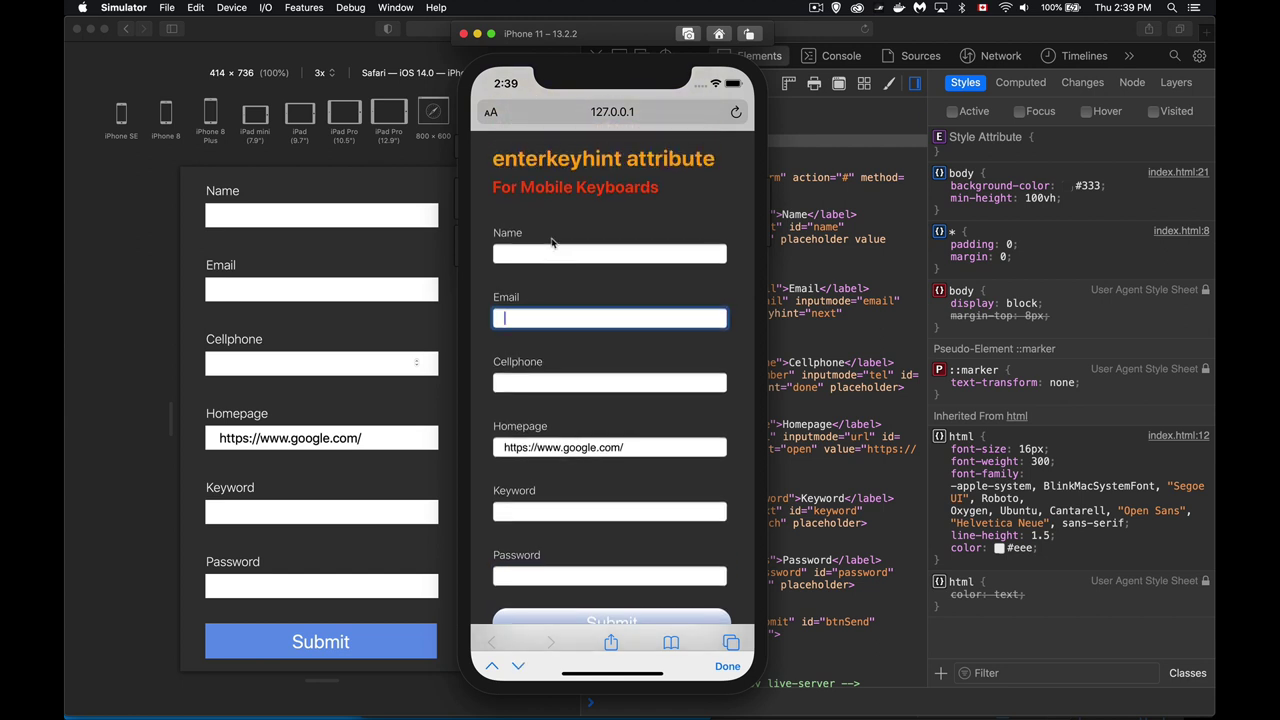 Simulator File Edit Device I/O Features Debug Window Help 100% Thu 2:39 PM
iPhone 11 – 13.2.2
Elements Console Sources Network Timelines
414 × 736 (100%) 3x Safari — iOS 14.0 — iPh
iPhone SE iPhone 8 iPhone 8 Plus iPad mini (7.9") iPad (9.7") iPad Pro (10.5") iPad Pro (12.9") 800 × 600
Name
Email
Cellphone
Homepage
https://www.google.com/
Keyword
Password
Submit
2:39
AA 127.0.0.1
enterkeyhint attribute
For Mobile Keyboards
Name
Email
Cellphone
Homepage
https://www.google.com/
Keyword
Password
Submit
Done
rm" action="#" method=
">Name</label>
t" id="name"
placeholder value
l">Email</label>
" inputmode="email"
yhint="next"
e">Cellphone</label>
mber" inputmode="tel" id=
nt="done" placeholder>
">Homepage</label>
inputmode="url" id=
t="open" value="https://
">Keyword</label>
t" id="keyword"
ch" placeholder>
">Password</label>
sword" id="password"
placeholder>
mit" id="btnSend"
y live-server -->
Styles Computed Changes Node Layers
Active Focus Hover Visited
E Style Attribute
}
body { index.html:21
background-color: #333;
min-height: 100vh;
}
* { index.html:8
padding: 0;
margin: 0;
}
body { User Agent Style Sheet
display: block;
margin-top: 8px;
}
Pseudo-Element ::marker
P ::marker { User Agent Style Sheet
text-transform: none;
}
Inherited From html
html { index.html:12
font-size: 16px;
font-weight: 300;
font-family:
-apple-system, BlinkMacSystemFont, "Segoe
UI", Roboto,
Oxygen, Ubuntu, Cantarell, "Open Sans",
"Helvetica Neue", sans-serif;
line-height: 1.5;
color: #eee;
}
html { User Agent Style Sheet
color: text;
}
Filter Classes